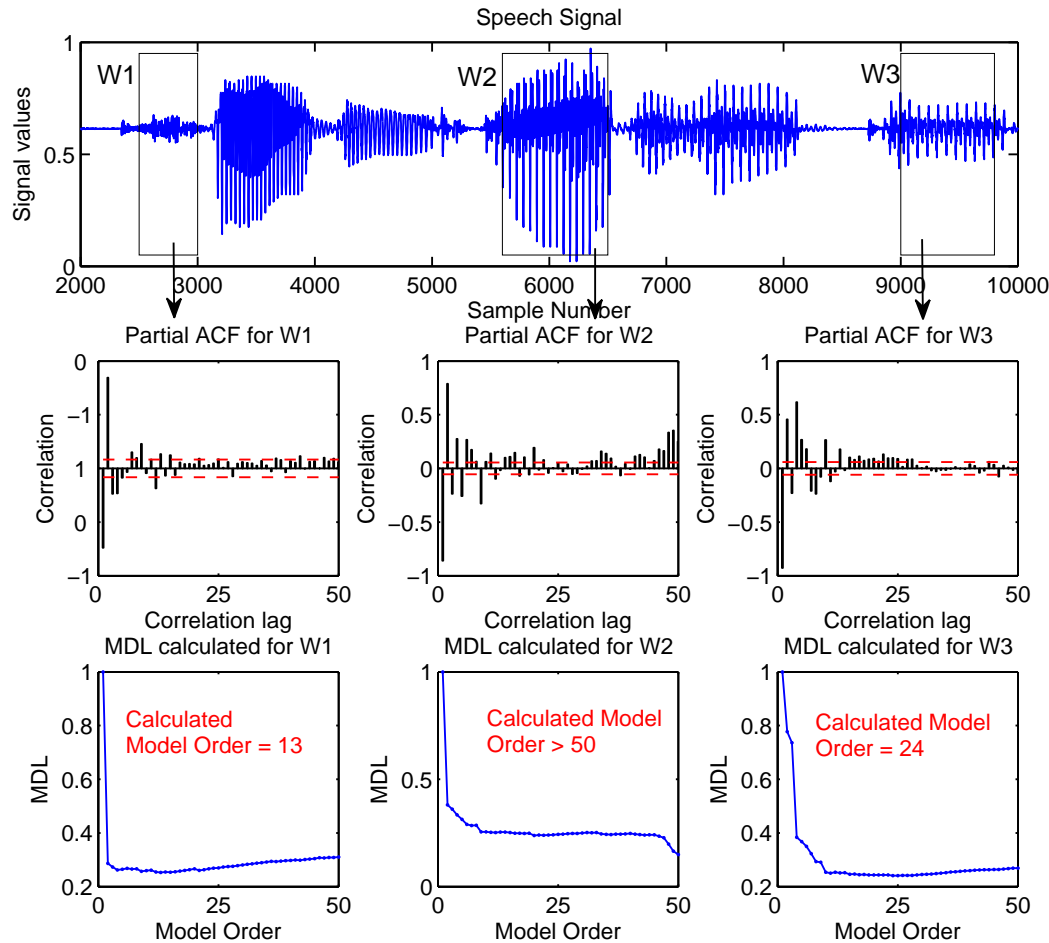 Speech Signal
Signal values
1
0.5
0
W1
W2
W3
2000 3000 4000 5000 6000 7000 8000 9000 10000
Sample Number
Partial ACF for W1
Correlation
0
−1
1
0
−1
0 25 50
Correlation lag
Partial ACF for W2
Correlation
1
0.5
0
−0.5
−1
0 25 50
Correlation lag
Partial ACF for W3
Correlation
1
0.5
0
−0.5
−1
0 25 50
Correlation lag
MDL calculated for W1
MDL
1
0.8
0.6
0.4
0.2
Calculated
Model Order = 13
0 25 50
Model Order
MDL calculated for W2
MDL
1
0.5
0
Calculated Model
Order > 50
0 25 50
Model Order
MDL calculated for W3
MDL
1
0.8
0.6
0.4
0.2
Calculated Model
Order = 24
0 25 50
Model Order